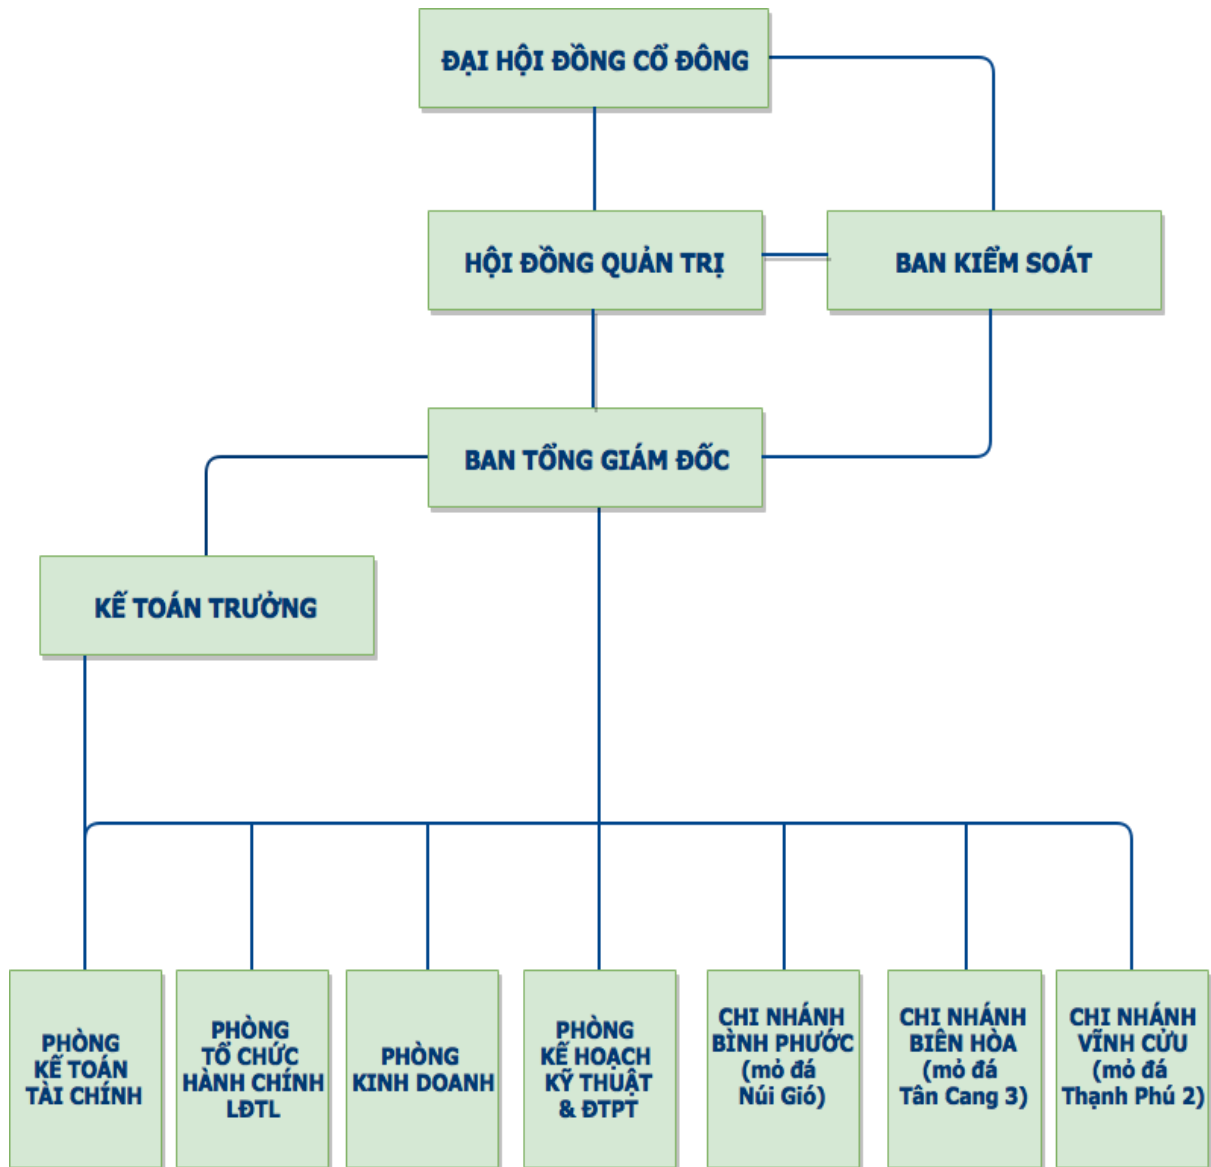 ĐẠI HỘI ĐỒNG CỔ ĐÔNG
HỘI ĐỒNG QUẢN TRỊ
BAN KIỂM SOÁT
BAN TỔNG GIÁM ĐỐC
KẾ TOÁN TRƯỞNG
PHÒNG
KẾ TOÁN
TÀI CHÍNH
PHÒNG
TỔ CHỨC
HÀNH CHÍNH
LĐTL
PHÒNG
KINH DOANH
PHÒNG
KẾ HOẠCH
KỸ THUẬT
& ĐTPT
CHI NHÁNH
BÌNH PHƯỚC
(mỏ đá
Núi Gió)
CHI NHÁNH
BIÊN HÒA
(mỏ đá
Tân Cang 3)
CHI NHÁNH
VĨNH CỬU
(mỏ đá
Thạnh Phú 2)